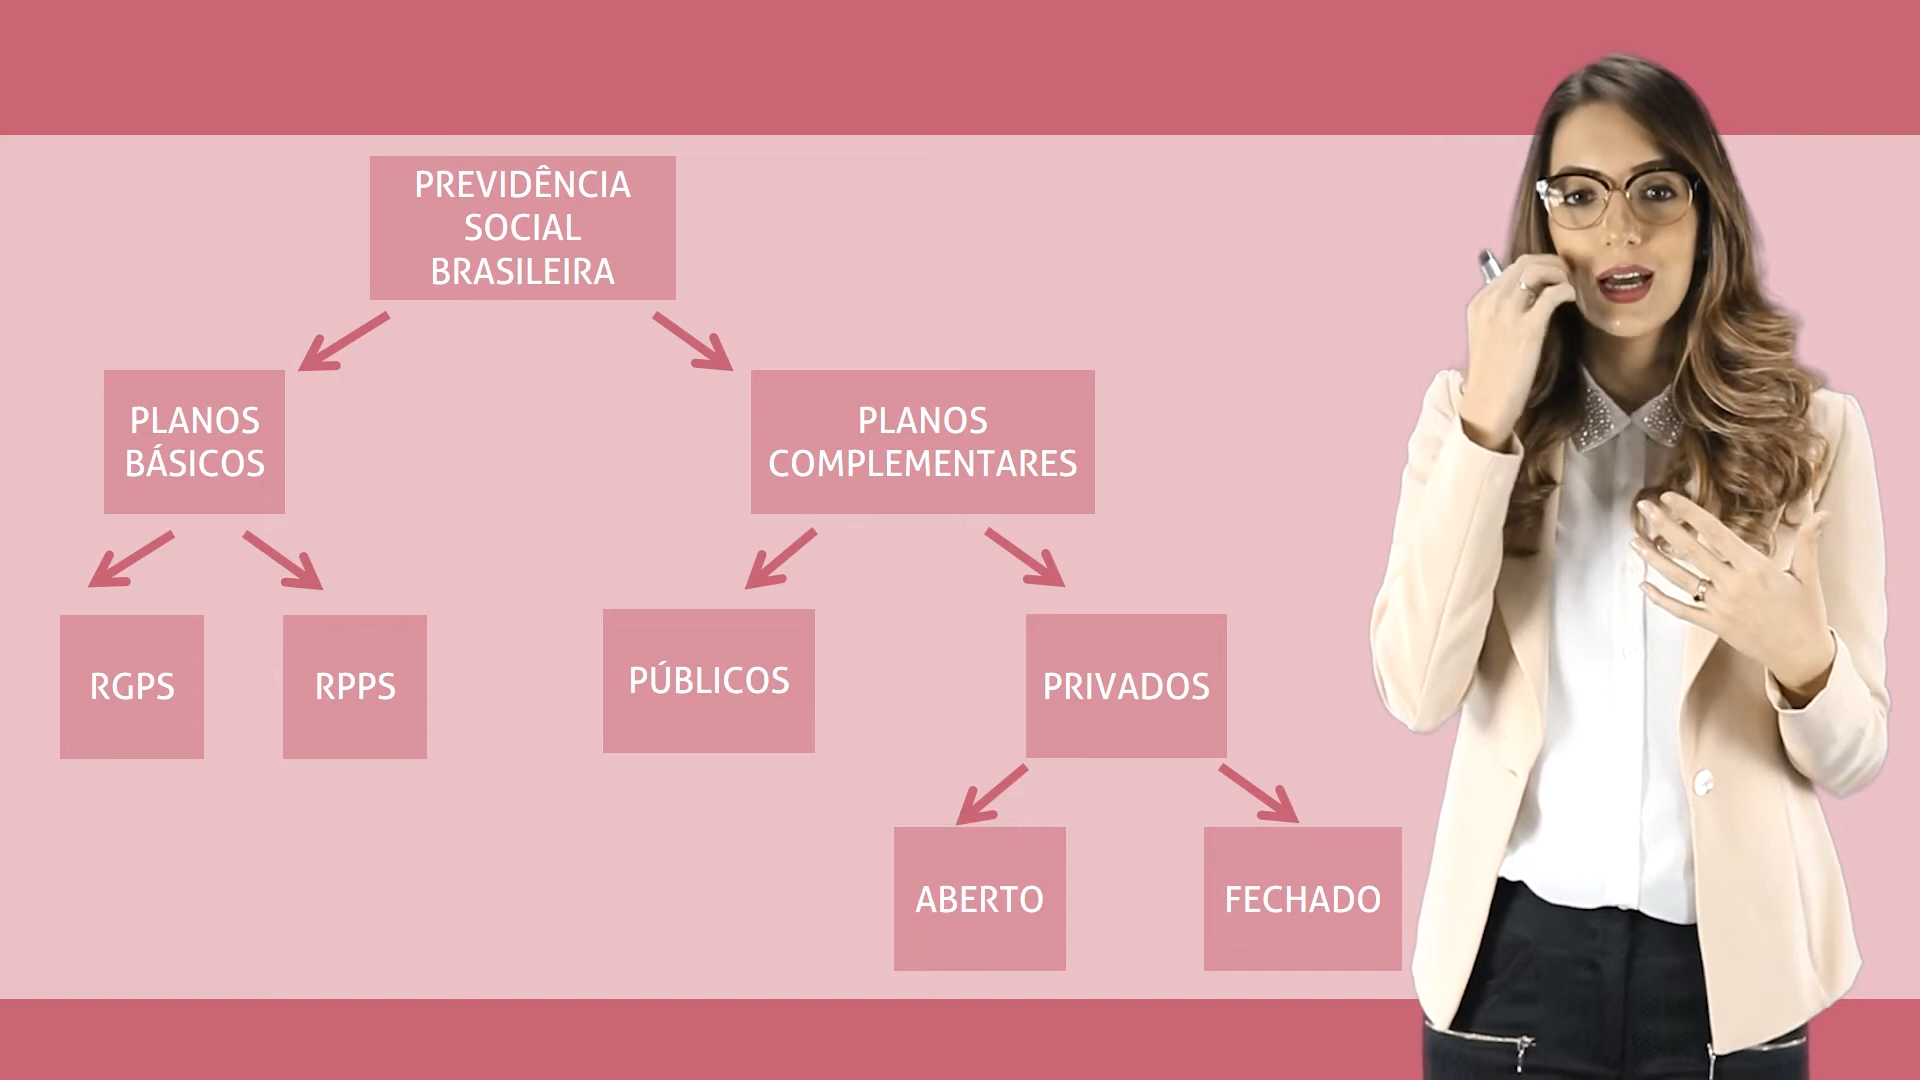 PREVIDÊNCIA
SOCIAL
BRASILEIRA
PLANOS
BÁSICOS
PLANOS
COMPLEMENTARES
RGPS
RPPS
PÚBLICOS
PRIVADOS
ABERTO
FECHADO